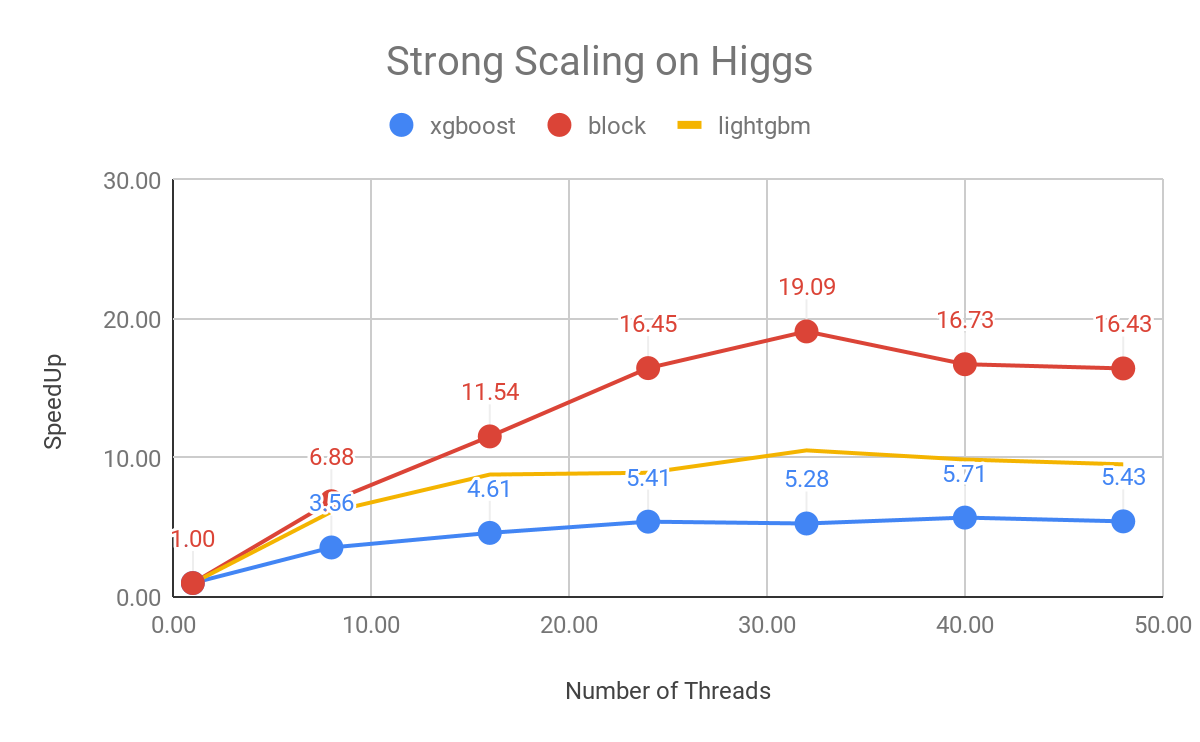 Strong Scaling on Higgs
xgboost block lightgbm
30.00
20.00
10.00
0.00
SpeedUp
19.09
16.45 16.73 16.43
11.54
6.88
3.56 4.61 5.41 5.28 5.71 5.43
1.00
0.00 10.00 20.00 30.00 40.00 50.00
Number of Threads